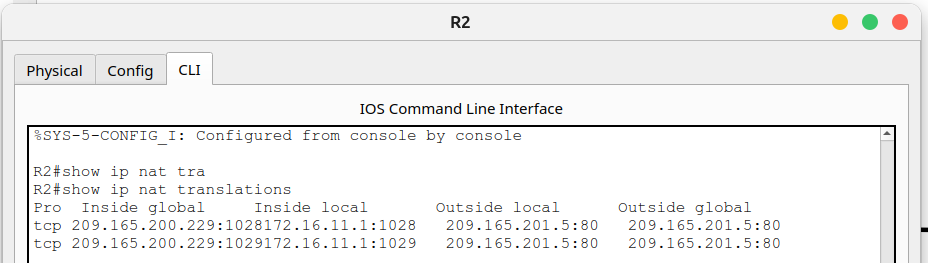 R2
Physical Config CLI
IOS Command Line Interface
%SYS-5-CONFIG_I: Configured from console by console
R2#show ip nat tra
R2#show ip nat translations
Pro  Inside global     Inside local       Outside local      Outside global
tcp 209.165.200.229:1028172.16.11.1:1028   209.165.201.5:80   209.165.201.5:80
tcp 209.165.200.229:1029172.16.11.1:1029   209.165.201.5:80   209.165.201.5:80